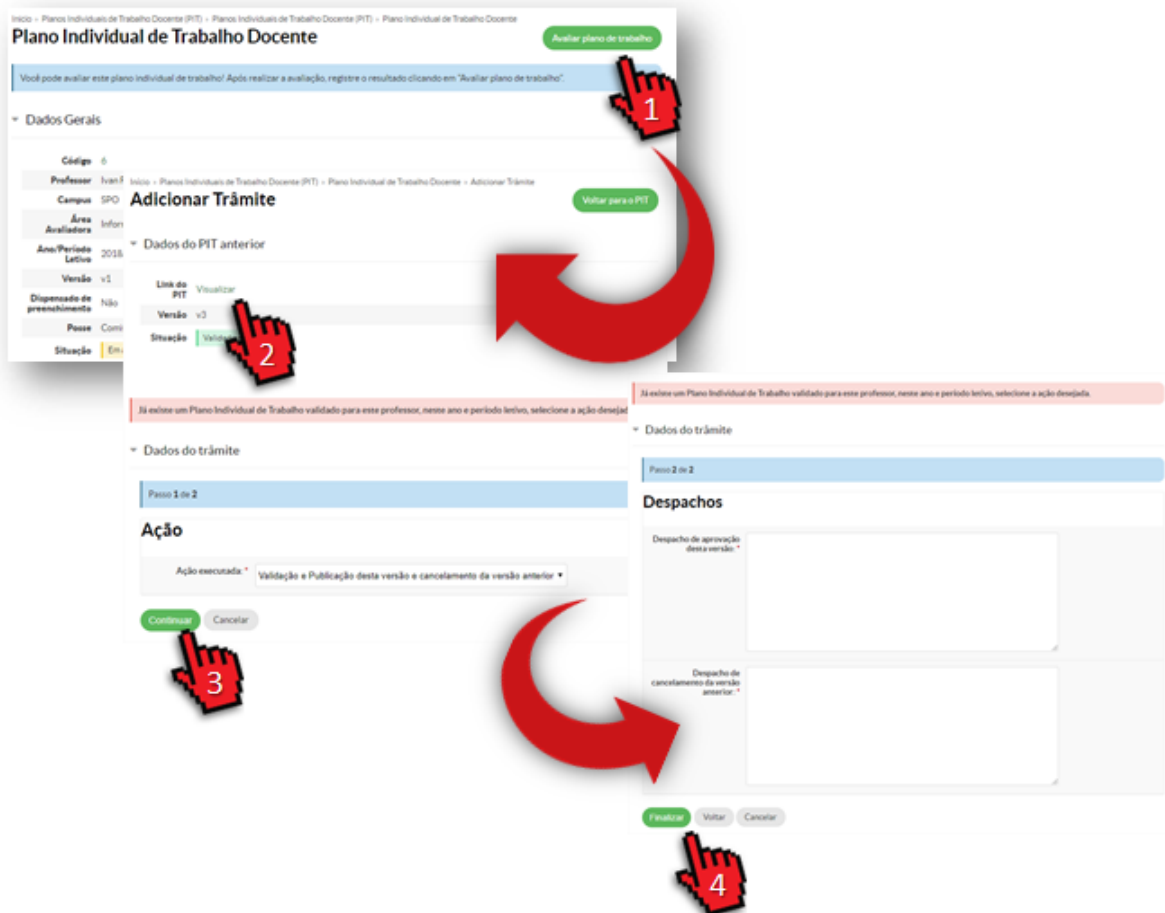 Início » Planos Individuais de Trabalho Docente (PIT) » Planos Individuais de Trabalho Docente (PIT) » Plano Individual de Trabalho Docente
Plano Individual de Trabalho Docente
Avaliar plano de trabalho
Você pode avaliar este plano individual de trabalho! Após realizar a avaliação, registre o resultado clicando em "Avaliar plano de trabalho".
1
Dados Gerais
Código 6
Professor Ivan
Campus SPO
Área
Avaliadora
Ano/Período
Letivo 2018
Versão v1
Dispensado de
preenchimento Não
Posse
Situação
Início » Planos Individuais de Trabalho Docente (PIT) » Plano Individual de Trabalho Docente » Adicionar Trâmite
Adicionar Trâmite
Voltar para o PIT
Dados do PIT anterior
Link do
PIT Visualizar
Versão v3
Situação
2
Já existe um Plano Individual de Trabalho validado para este professor, neste ano e período letivo, selecione a ação
Dados do trâmite
Passo 1 de 2
Ação
Ação executada: * Validação e Publicação desta versão e cancelamento da versão anterior
Continuar Cancelar
3
Já existe um Plano Individual de Trabalho validado para este professor, neste ano e período letivo, selecione a ação desejada.
Dados do trâmite
Passo 2 de 2
Despachos
Despacho de aprovação
desta versão: *
Despacho de
cancelamento da versão
anterior: *
Finalizar Voltar Cancelar
4